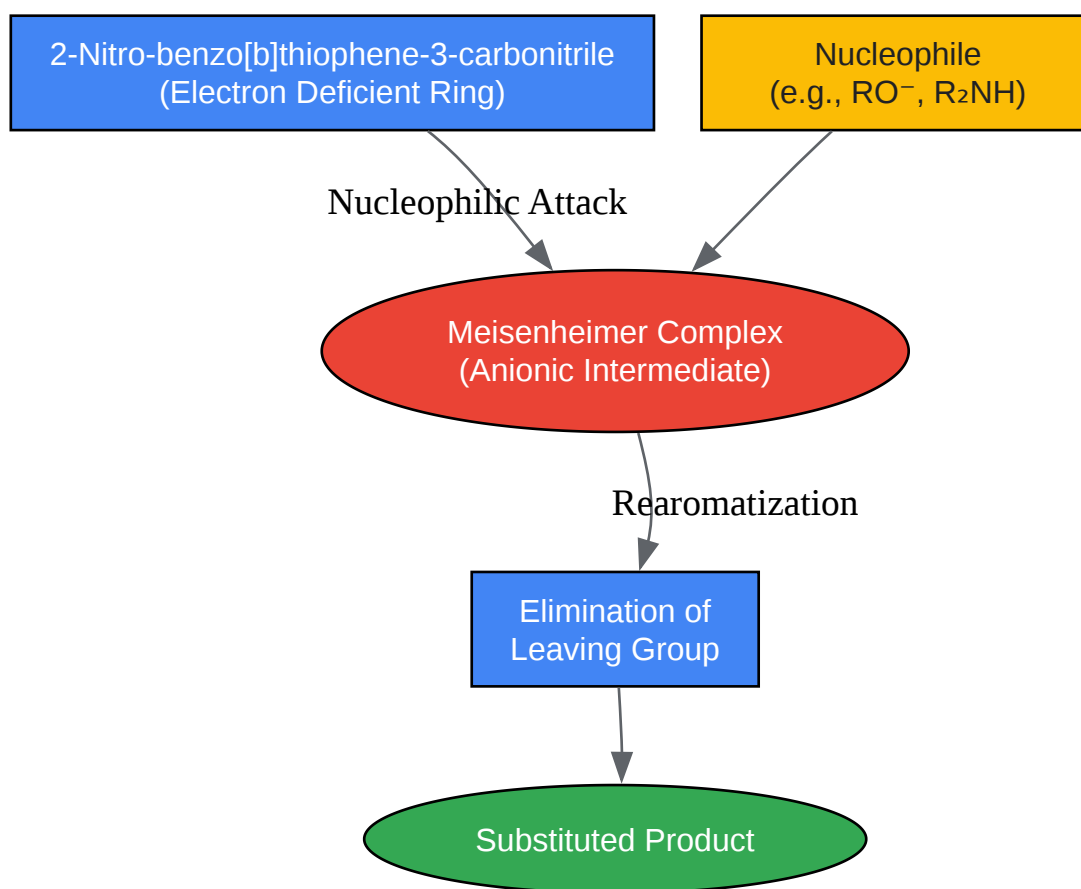 2-Nitro-benzo[b]thiophene-3-carbonitrile
(Electron Deficient Ring)
Nucleophile
(e.g., RO⁻, R₂NH)
Nucleophilic Attack
Meisenheimer Complex
(Anionic Intermediate)
Rearomatization
Elimination of
Leaving Group
Substituted Product